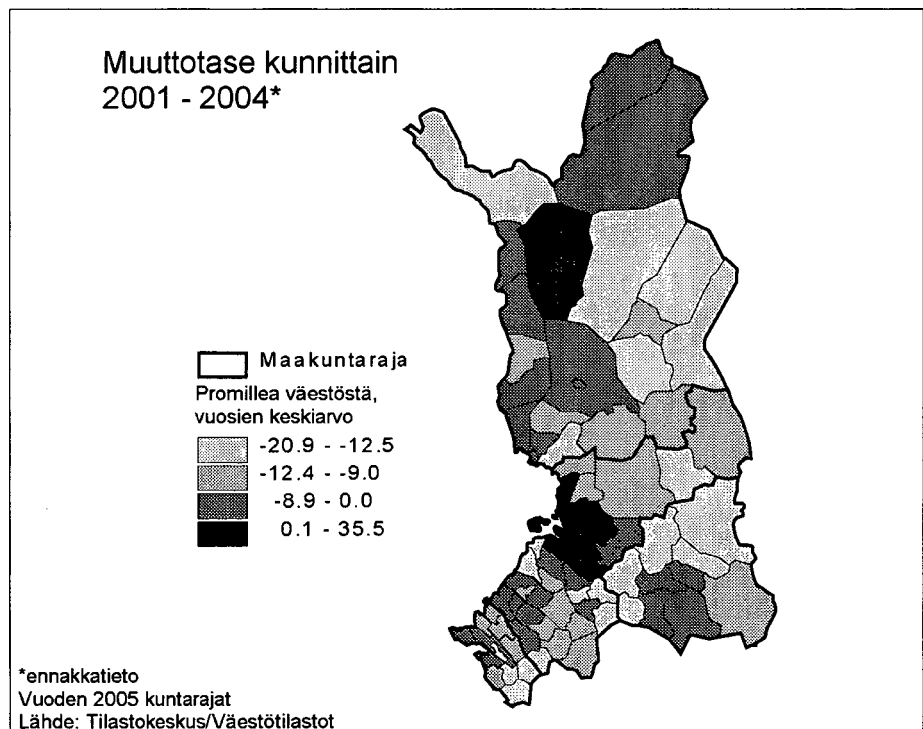 Muuttotase kunnittain
2001 - 2004*
Maakuntaraja
Promillea väestöstä,
vuosien keskiarvo
-20.9 - -12.5
-12.4 - -9.0
-8.9 - 0.0
0.1 - 35.5
*ennakkatieto
Vuoden 2005 kuntarajat
Lähde: Tilastokeskus/Väestötilastot